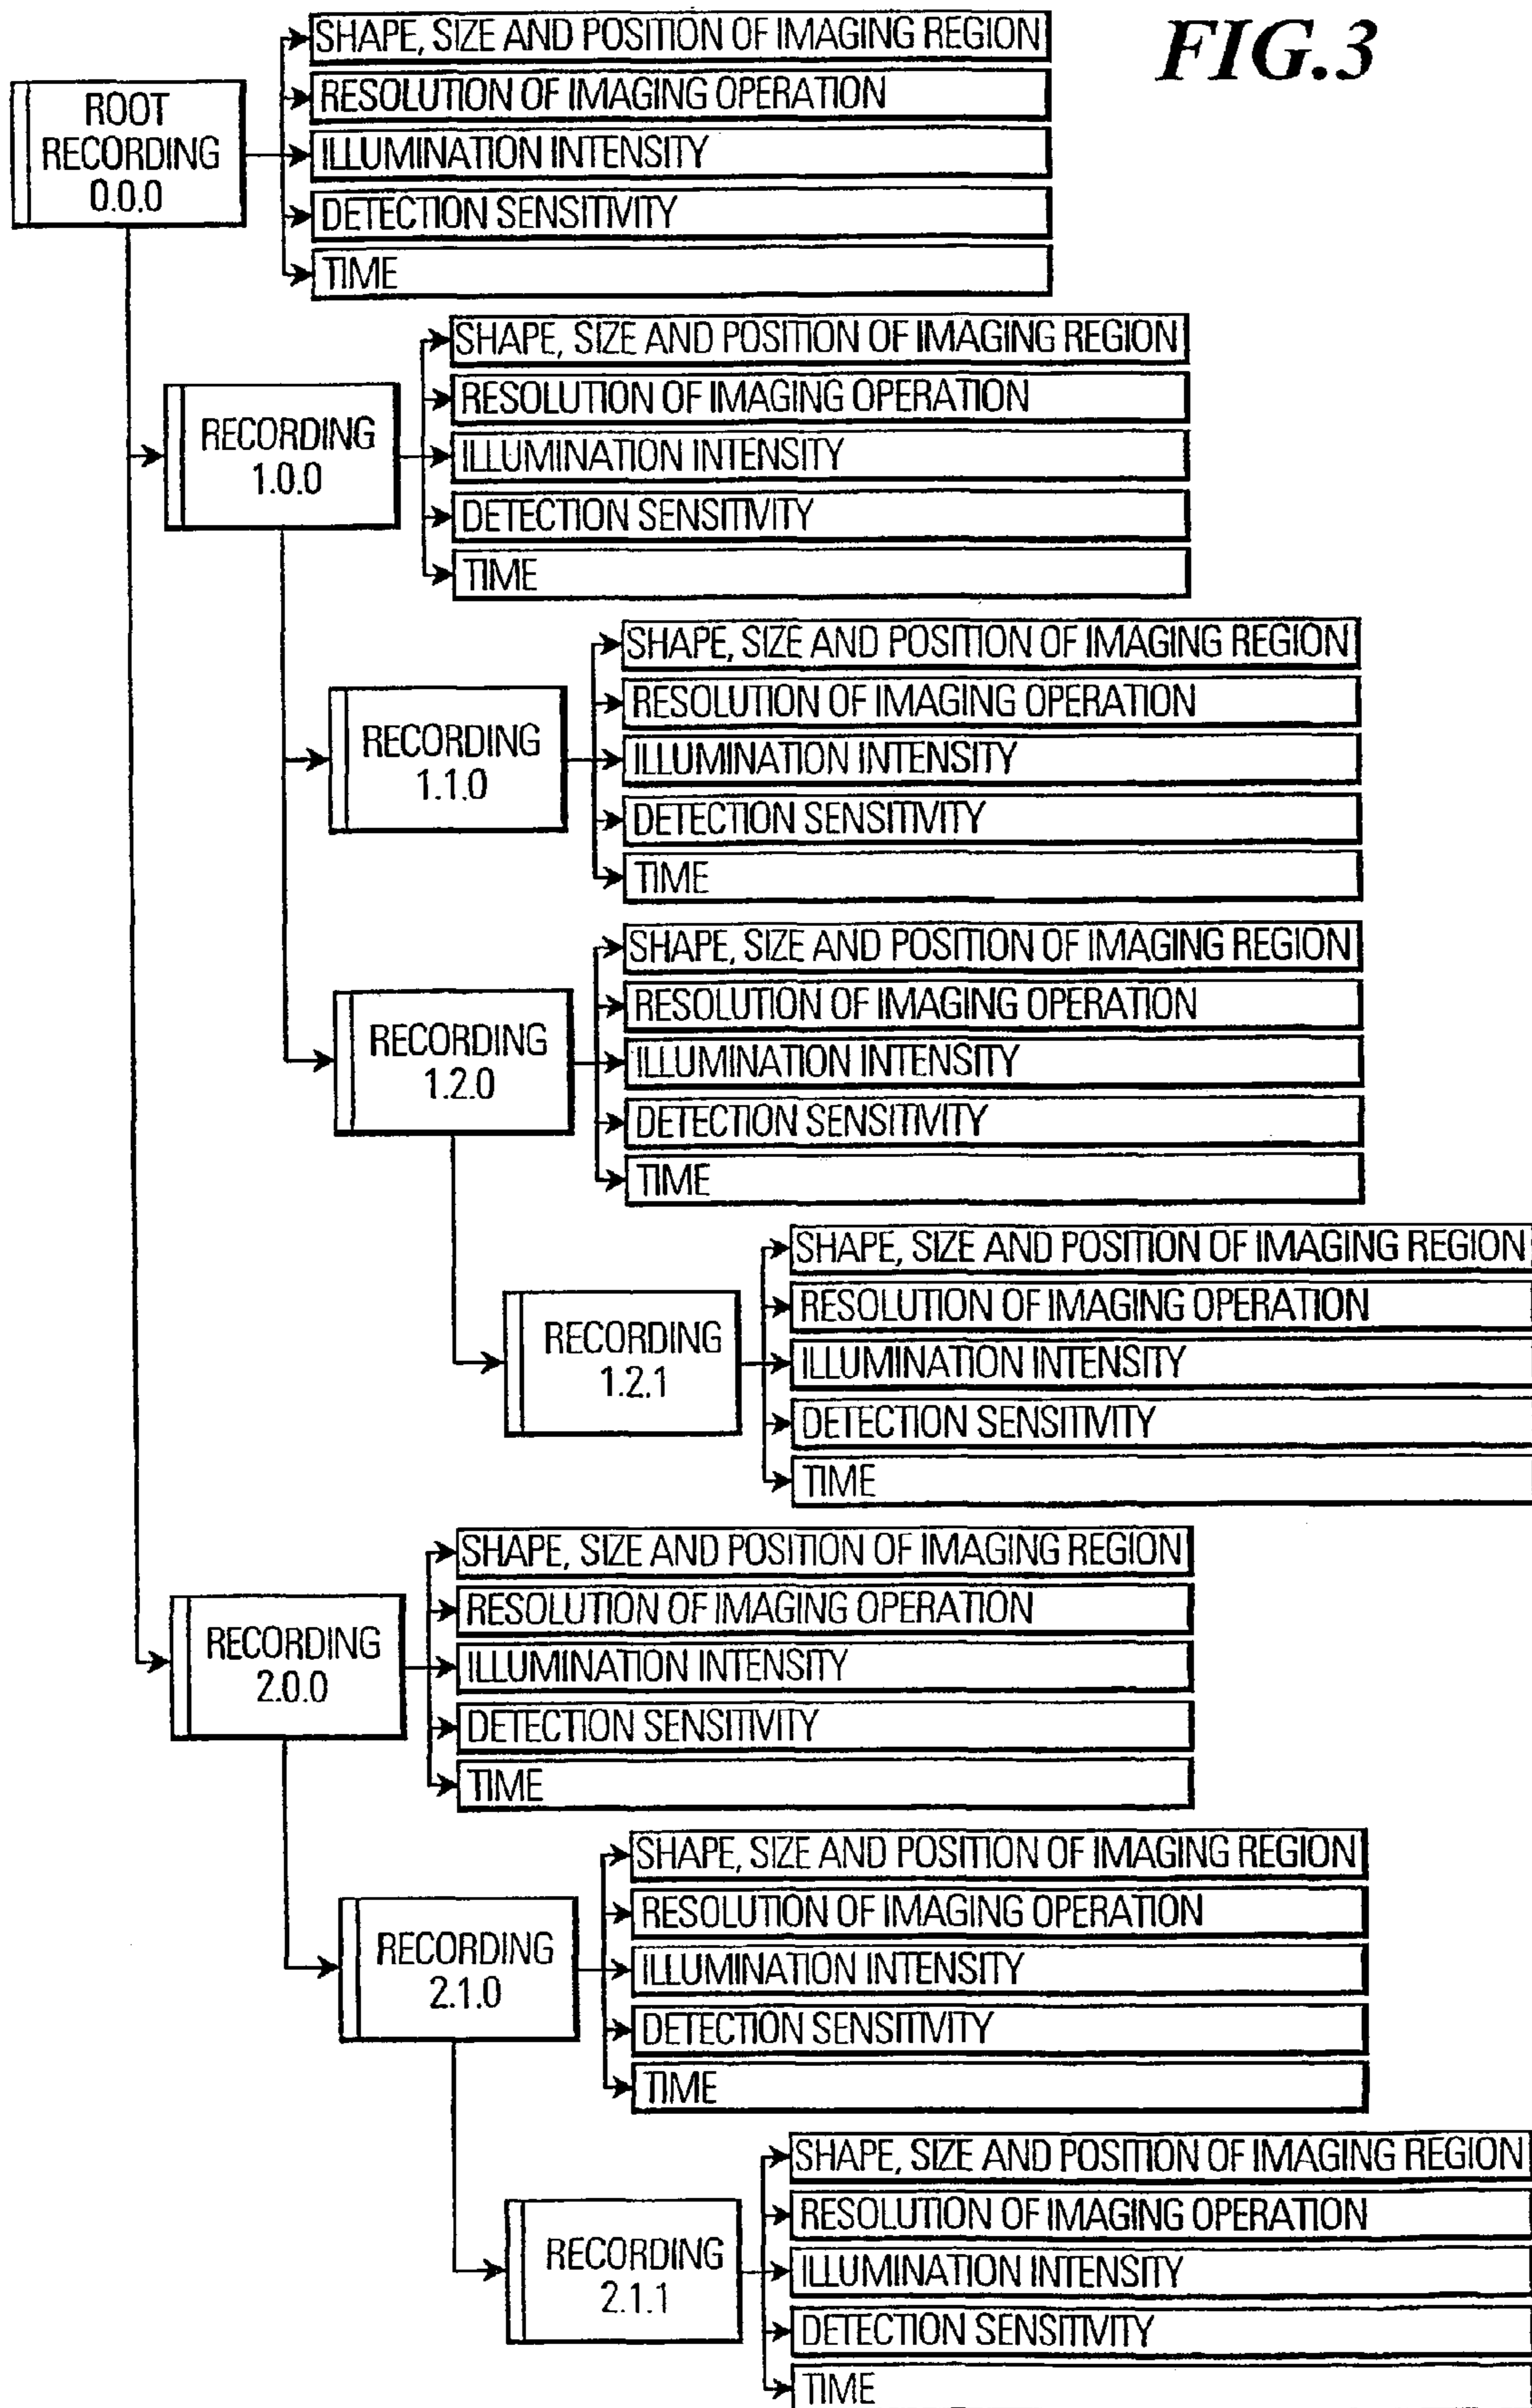 FIG.3
ROOT
RECORDING
0.0.0
SHAPE, SIZE AND POSITION OF IMAGING REGION
RESOLUTION OF IMAGING OPERATION
ILLUMINATION INTENSITY
DETECTION SENSITIVITY
TIME
RECORDING
1.0.0
SHAPE, SIZE AND POSITION OF IMAGING REGION
RESOLUTION OF IMAGING OPERATION
ILLUMINATION INTENSITY
DETECTION SENSITIVITY
TIME
RECORDING
1.1.0
SHAPE, SIZE AND POSITION OF IMAGING REGION
RESOLUTION OF IMAGING OPERATION
ILLUMINATION INTENSITY
DETECTION SENSITIVITY
TIME
RECORDING
1.2.0
SHAPE, SIZE AND POSITION OF IMAGING REGION
RESOLUTION OF IMAGING OPERATION
ILLUMINATION INTENSITY
DETECTION SENSITIVITY
TIME
RECORDING
1.2.1
SHAPE, SIZE AND POSITION OF IMAGING REGION
RESOLUTION OF IMAGING OPERATION
ILLUMINATION INTENSITY
DETECTION SENSITIVITY
TIME
RECORDING
2.0.0
SHAPE, SIZE AND POSITION OF IMAGING REGION
RESOLUTION OF IMAGING OPERATION
ILLUMINATION INTENSITY
DETECTION SENSITIVITY
TIME
RECORDING
2.1.0
SHAPE, SIZE AND POSITION OF IMAGING REGION
RESOLUTION OF IMAGING OPERATION
ILLUMINATION INTENSITY
DETECTION SENSITIVITY
TIME
RECORDING
2.1.1
SHAPE, SIZE AND POSITION OF IMAGING REGION
RESOLUTION OF IMAGING OPERATION
ILLUMINATION INTENSITY
DETECTION SENSITIVITY
TIME